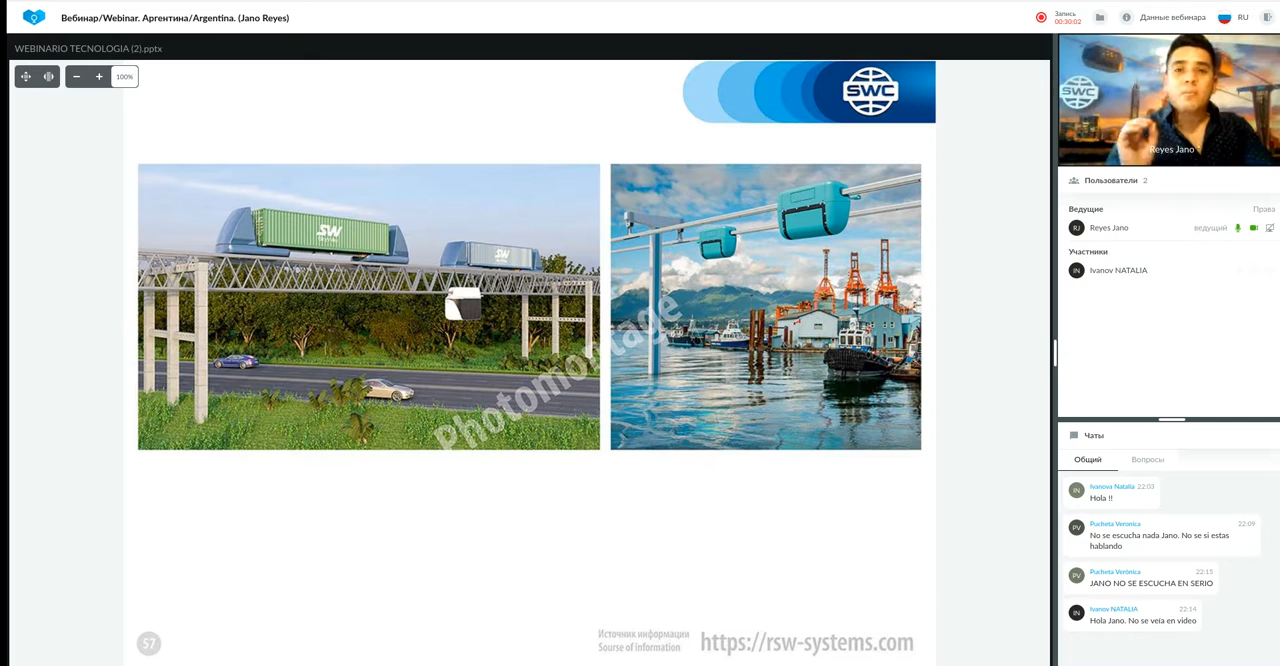 Вебинар/Webinar. Аргентина/Argentina. (Jano Reyes)
Запись
00:30:02
Данные вебинара
RU
WEBINARIO TECNOLOGIA (2).pptx
100%
SWC
SW
Photomontage
57
Источник информации
Sourse of information
https://rsw-systems.com
SWC
Reyes Jano
Пользователи 2
Ведущие
Права
RJ
Reyes Jano
ведущий
Участники
IN
Ivanov NATALIA
Чаты
Общий
Вопросы
IN
Ivanova Natalia 22:03
Hola !!
PV
Pucheta Veronica 22:09
No se escucha nada Jano. No se si estas
hablando
PV
Pucheta Verónica 22:15
JANO NO SE ESCUCHA EN SERIO
IN
Ivanov NATALIA 22:14
Hola Jano. No se veía en video